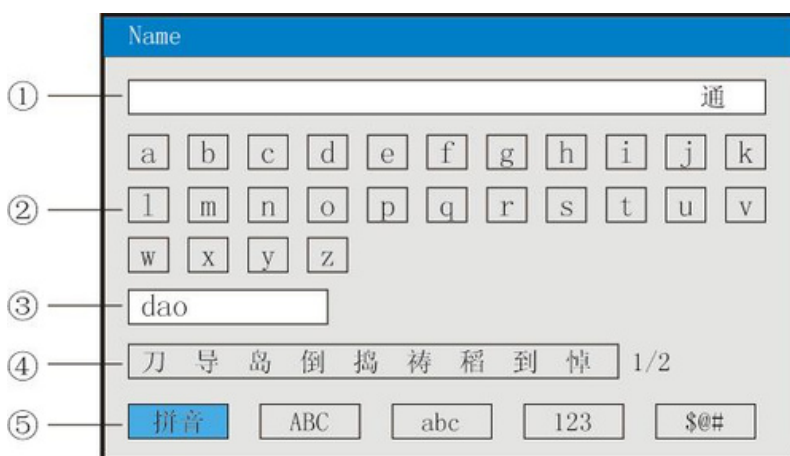 Name
① 通
a b c d e f g h i j k
② l m n o p q r s t u v
w x y z
③ dao
④ 刀 导 岛 倒 捣 祷 稻 到 悼 1/2
⑤ 拼音 ABC abc 123 $@#